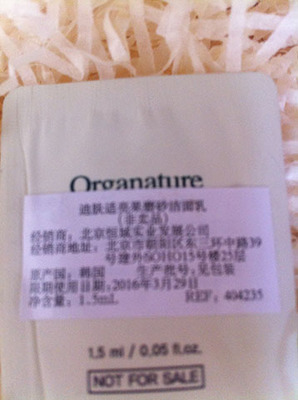 Organature
迪肤适亮果磨砂洁面乳
(非卖品)
经销商：北京恒城实业发展公司
经销商地址：北京市朝阳区东三环中路39
号建外SOHO15号楼25层
原产国：韩国 生产批号：见包装
限期使用日期：2016年3月29日
净含量：1.5mL REF：404235
1.5 ml / 0.05 fl.oz.
NOT FOR SALE